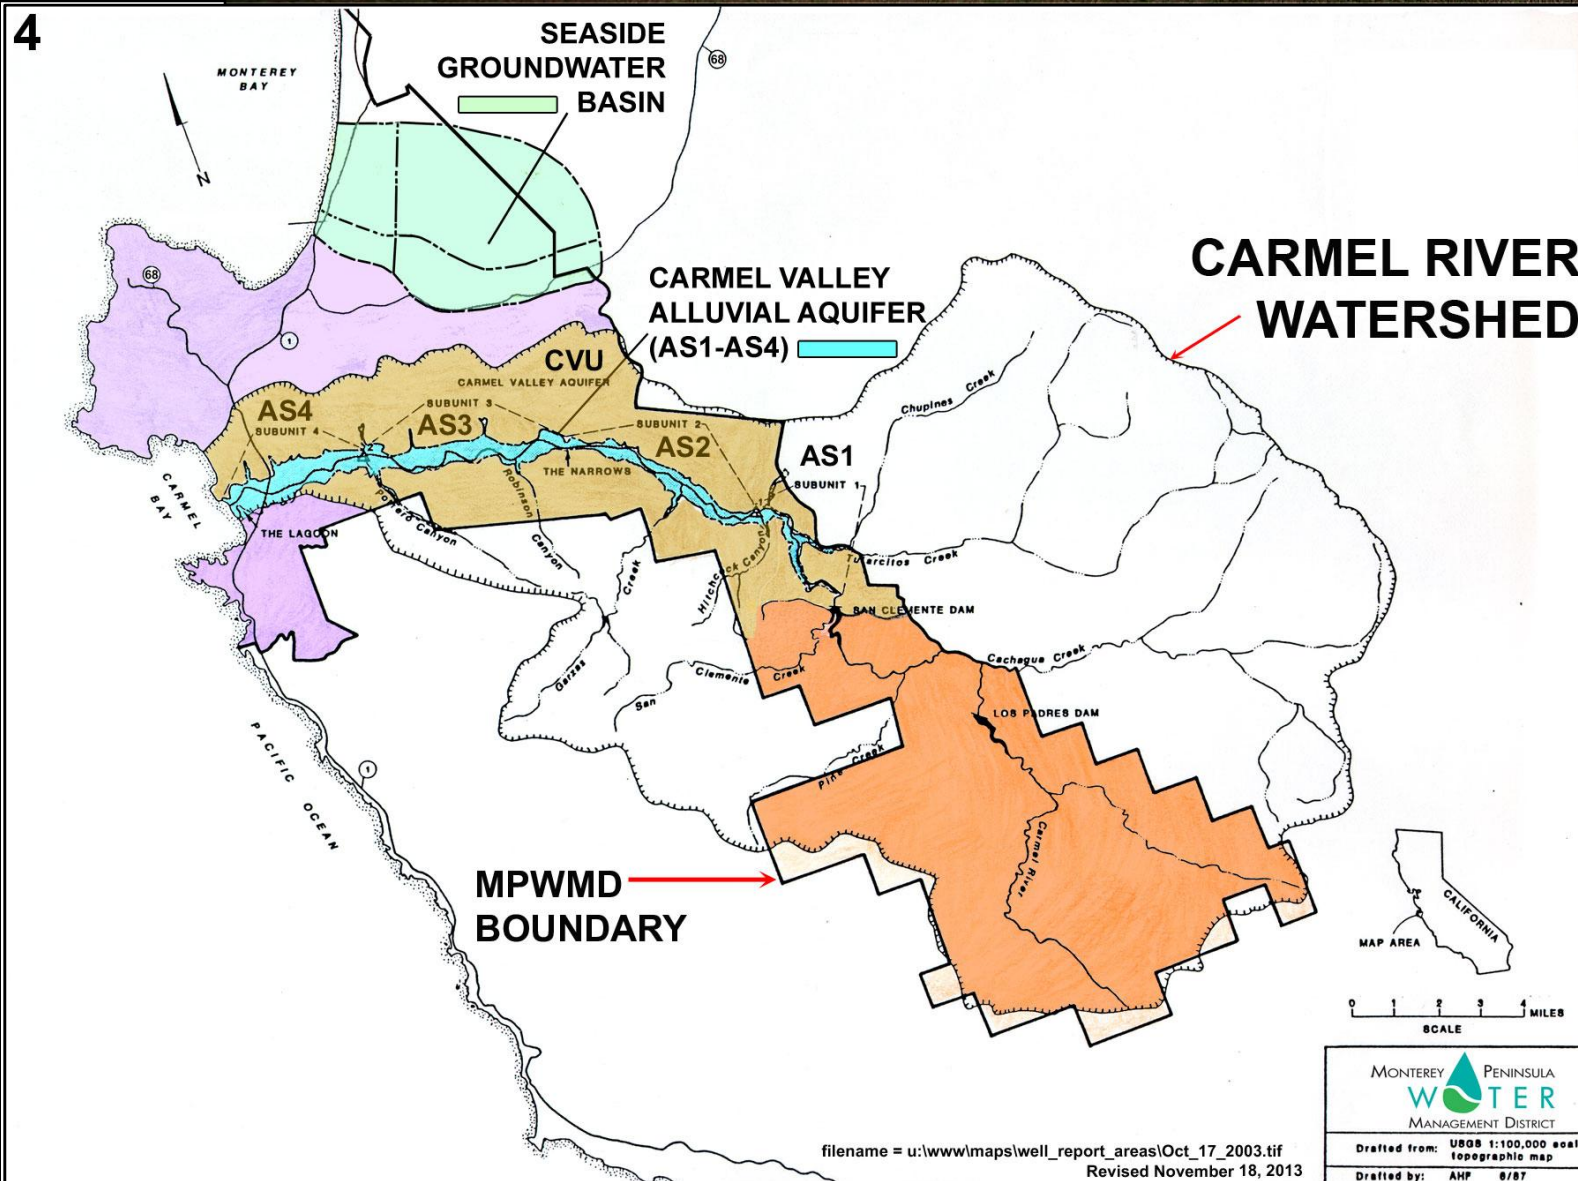 4
MONTEREY
BAY
N
SEASIDE
GROUNDWATER
BASIN
68
68
1
CARMEL RIVER
WATERSHED
CARMEL VALLEY
ALLUVIAL AQUIFER
(AS1-AS4)
CVU
CARMEL VALLEY AQUIFER
AS4
SUBUNIT 4
SUBUNIT 3
AS3
SUBUNIT 2
AS2
AS1
SUBUNIT 1
THE NARROWS
Chupines Creek
CARMEL
BAY
THE LAGOON
Potrero Canyon
Robinson Canyon
Creek
Hitchcock Canyon
Tularcitos Creek
SAN CLEMENTE DAM
Garzas
San Clemente Creek
Cachagua Creek
LOS PADRES DAM
Pine Creek
Carmel River
PACIFIC OCEAN
1
MPWMD
BOUNDARY
CALIFORNIA
MAP AREA
0 1 2 3 4 MILES
SCALE
MONTEREY PENINSULA
WATER
MANAGEMENT DISTRICT
Drafted from: USGS 1:100,000 scal
topographic map
Drafted by: AHP 6/87
filename = u:\www\maps\well_report_areas\Oct_17_2003.tif
Revised November 18, 2013